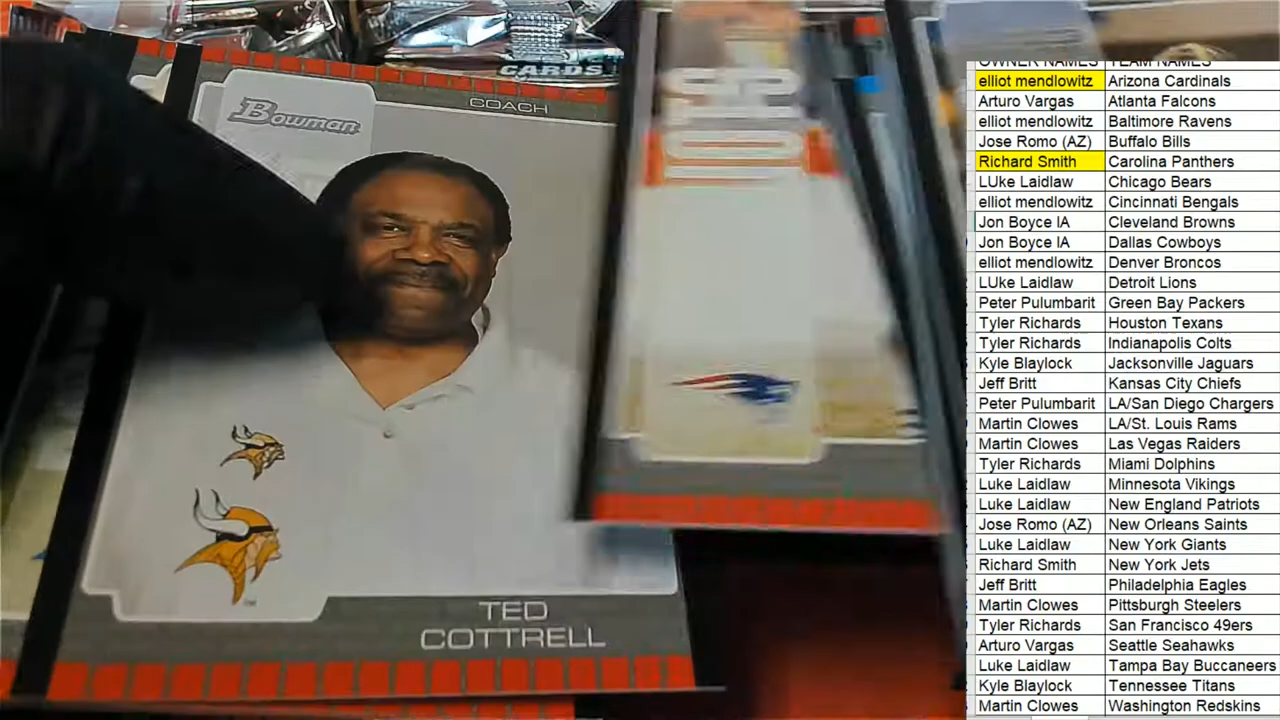 CARDS
COACH
Bowman
TED
COTTRELL
OWNER NAMES TEAM NAMES
elliot mendlowitz Arizona Cardinals
Arturo Vargas Atlanta Falcons
elliot mendlowitz Baltimore Ravens
Jose Romo (AZ) Buffalo Bills
Richard Smith Carolina Panthers
LUke Laidlaw Chicago Bears
elliot mendlowitz Cincinnati Bengals
Jon Boyce IA Cleveland Browns
Jon Boyce IA Dallas Cowboys
elliot mendlowitz Denver Broncos
LUke Laidlaw Detroit Lions
Peter Pulumbarit Green Bay Packers
Tyler Richards Houston Texans
Tyler Richards Indianapolis Colts
Kyle Blaylock Jacksonville Jaguars
Jeff Britt Kansas City Chiefs
Peter Pulumbarit LA/San Diego Chargers
Martin Clowes LA/St. Louis Rams
Martin Clowes Las Vegas Raiders
Tyler Richards Miami Dolphins
Luke Laidlaw Minnesota Vikings
Luke Laidlaw New England Patriots
Jose Romo (AZ) New Orleans Saints
Luke Laidlaw New York Giants
Richard Smith New York Jets
Jeff Britt Philadelphia Eagles
Martin Clowes Pittsburgh Steelers
Tyler Richards San Francisco 49ers
Arturo Vargas Seattle Seahawks
Luke Laidlaw Tampa Bay Buccaneers
Kyle Blaylock Tennessee Titans
Martin Clowes Washington Redskins